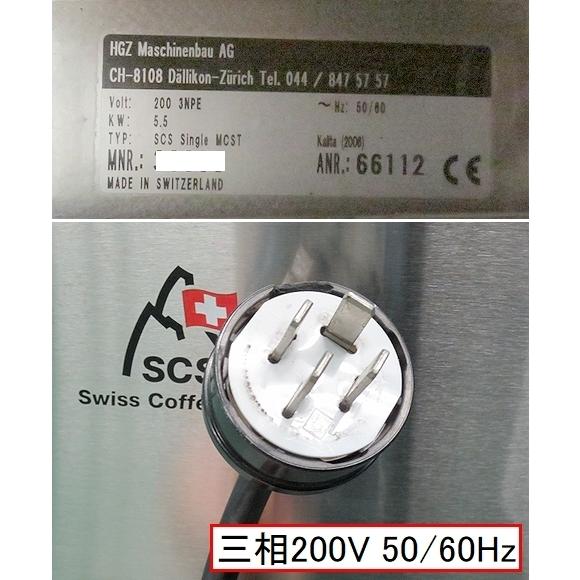 HGZ Maschinenbau AG
CH-8108 Dällikon-Zürich Tel. 044 / 847 57 57
Volt: 200 3NPE ~ Hz: 50/60
KW: 5.5
TYP: SCS Single MCST Kalita (2006)
MNR.: ANR.: 66112 CE
MADE IN SWITZERLAND
SCS
Swiss Coffe
三相200V 50/60Hz